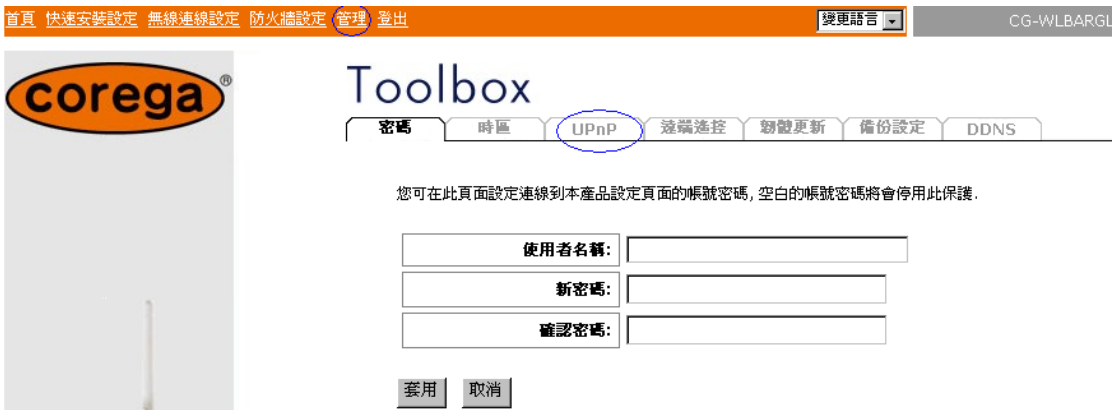 首頁 快速安裝設定 無線連線設定 防火牆設定 管理 登出 變更語言 CG-WLBARGL
corega®
Toolbox
密碼 時區 UPnP 遠端遙控 韌體更新 備份設定 DDNS
您可在此頁面設定連線到本產品設定頁面的帳號密碼, 空白的帳號密碼將會停用此保護.
使用者名稱:
新密碼:
確認密碼:
套用 取消